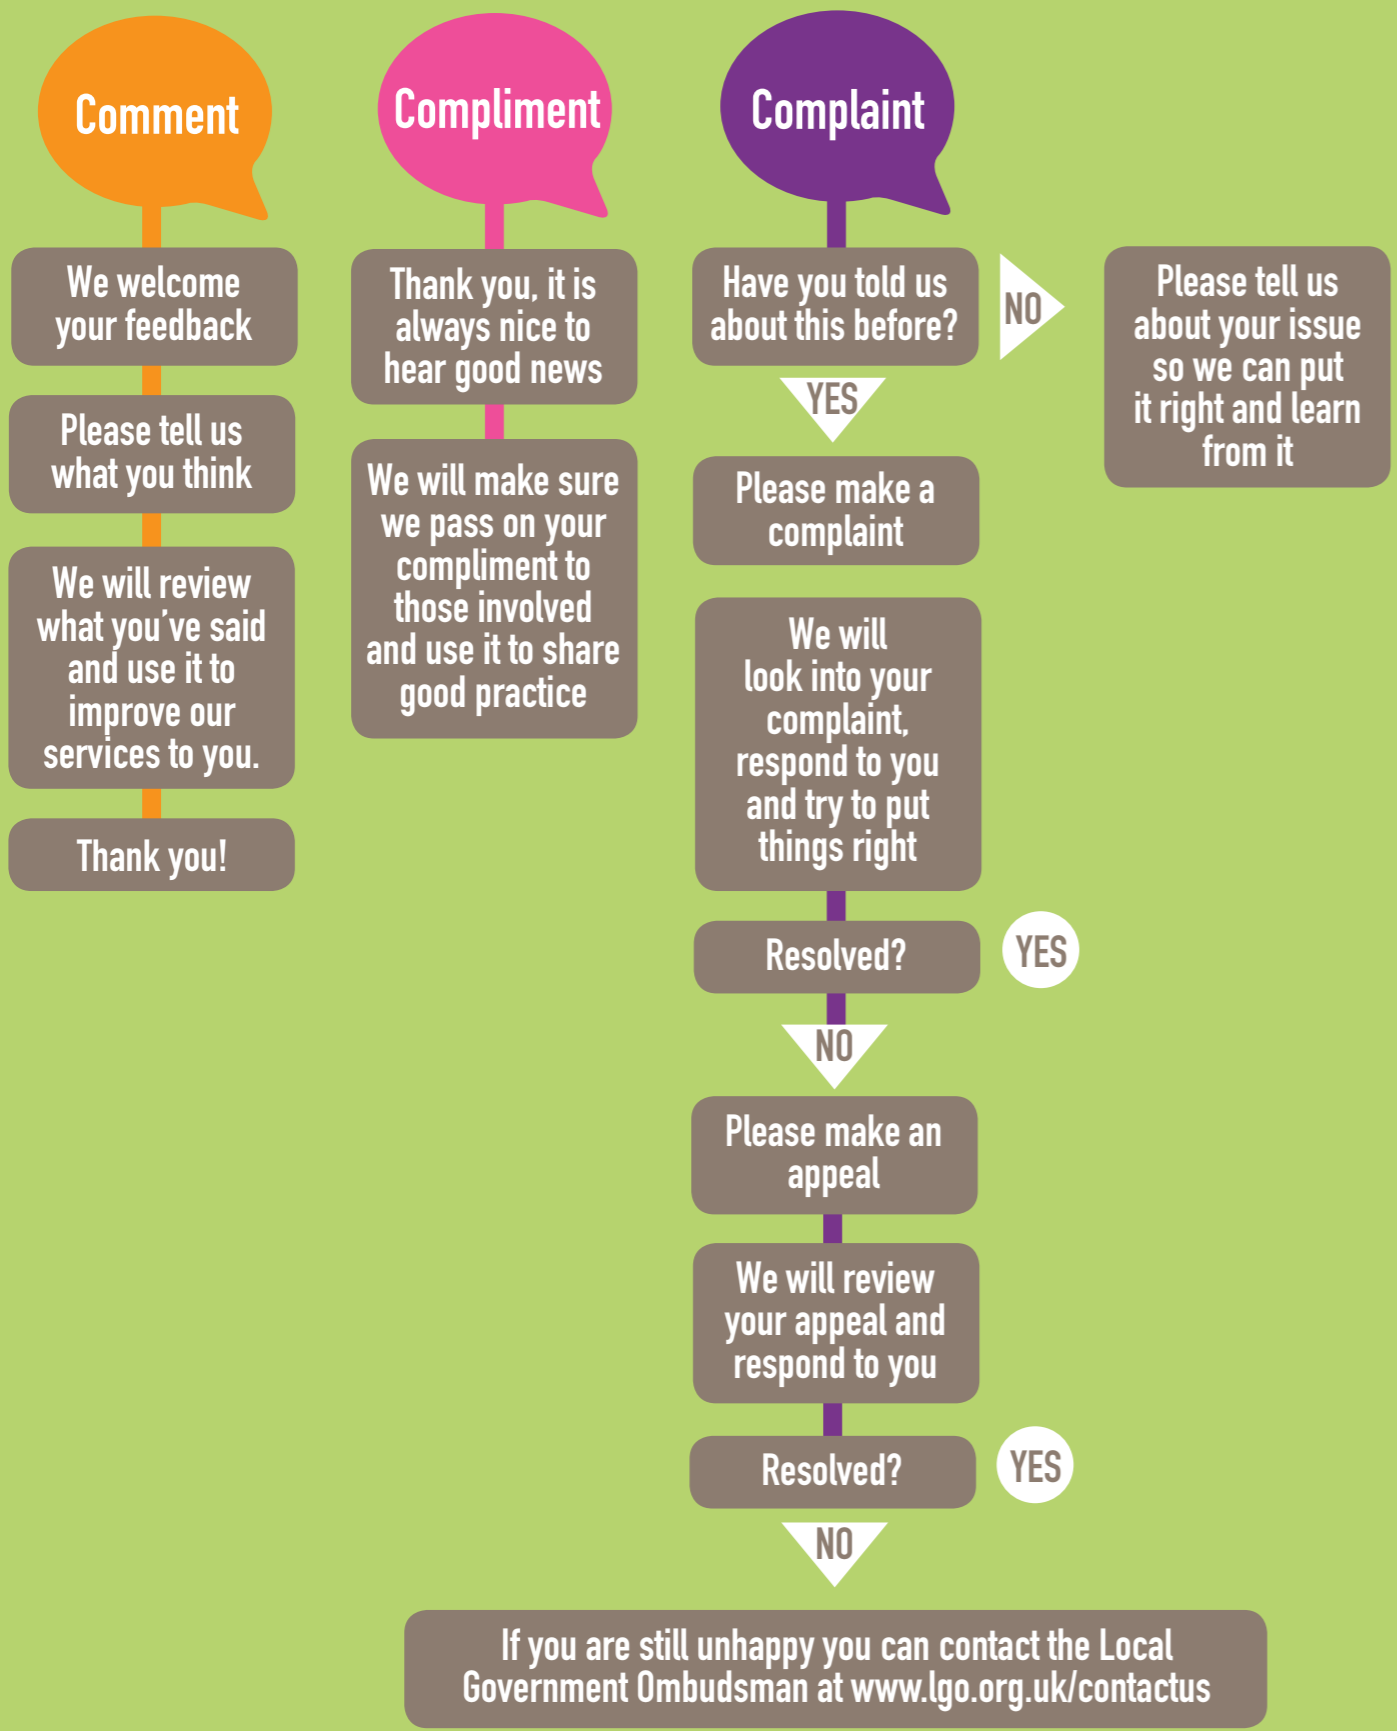 Comment
We welcome
your feedback
Please tell us
what you think
We will review
what you've said
and use it to
improve our
services to you.
Thank you!
Compliment
Thank you, it is
always nice to
hear good news
We will make sure
we pass on your
compliment to
those involved
and use it to share
good practice
Complaint
Have you told us
about this before?
NO
Please tell us
about your issue
so we can put
it right and learn
from it
YES
Please make a
complaint
We will
look into your
complaint,
respond to you
and try to put
things right
Resolved?
YES
NO
Please make an
appeal
We will review
your appeal and
respond to you
Resolved?
YES
NO
If you are still unhappy you can contact the Local
Government Ombudsman at www.lgo.org.uk/contactus